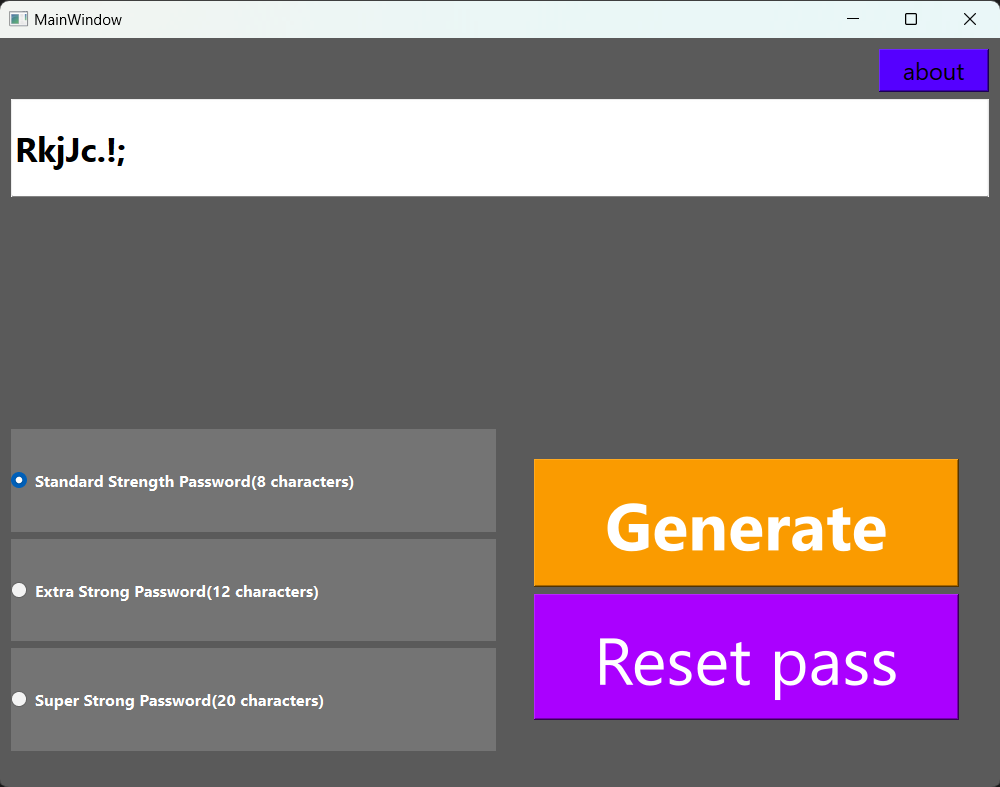 MainWindow
about
RkjJc.!;
Standard Strength Password(8 characters)
Generate
Extra Strong Password(12 characters)
Reset pass
Super Strong Password(20 characters)